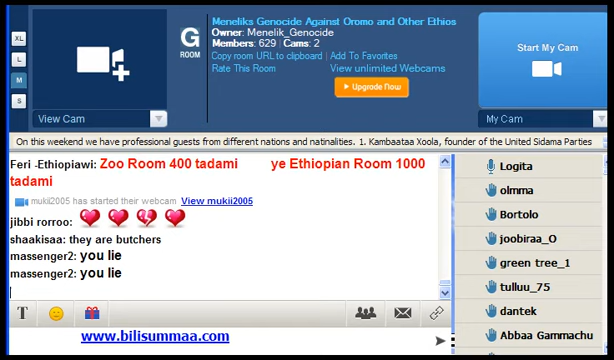 XL
L
M
S
View Cam
G
ROOM
Meneliks Genocide Against Oromo and Other Ethios
Owner: Menelik_Genocide
Members: 629 | Cams: 2
Copy room URL to clipboard | Add To Favorites
Rate This Room View unlimited Webcams
Upgrade Now
Start My Cam
My Cam
On this weekend we have professional guests from different nations and natinalities. 1. Kambaataa Xoola, founder of the United Sidama Parties
Feri -Ethiopiawi: Zoo Room 400 tadami ye Ethiopian Room 1000
tadami
mukii2005 has started their webcam View mukii2005
jibbi rorroo:
shaakisaa: they are butchers
massenger2: you lie
massenger2: you lie
T
www.bilisummaa.com
Logita
olmma
Bortolo
joobiraa_O
green tree_1
tulluu_75
dantek
Abbaa Gammachu